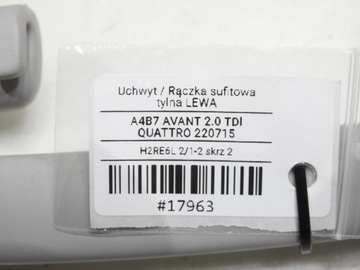 Uchwyt / Rączka sufitowa
tylna LEWA
A4B7 AVANT 2.0 TDI
QUATTRO 220715
H2RE6L 2/1-2 skrz 2
#17963